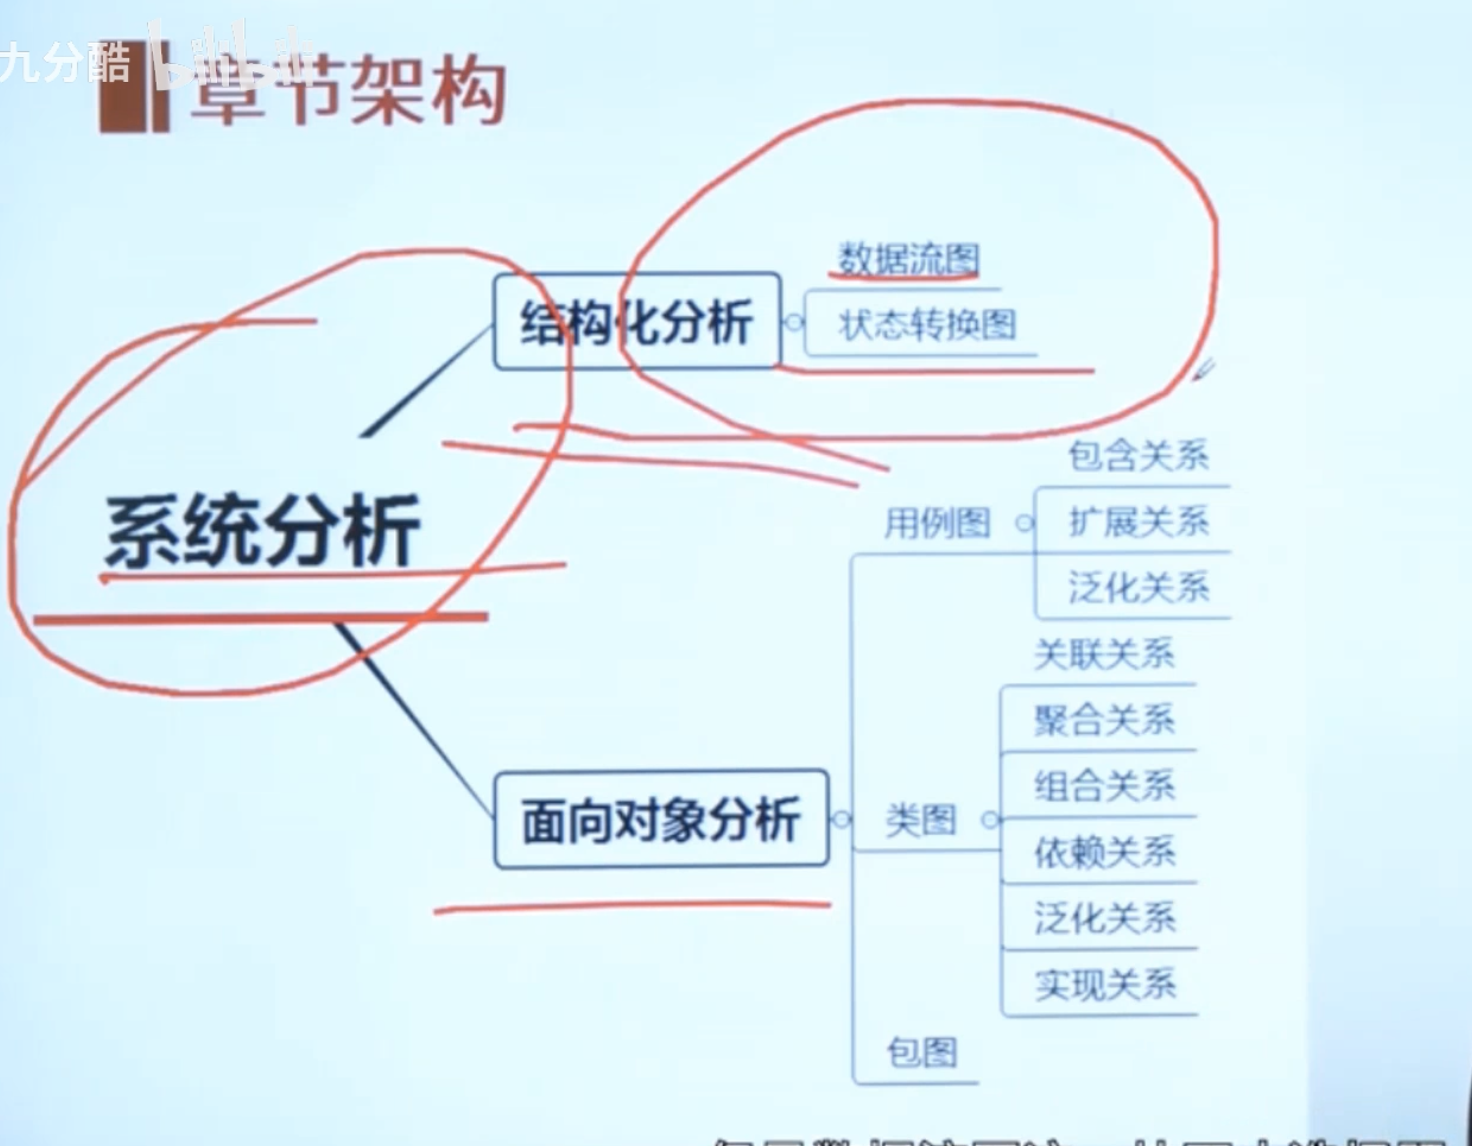 九分酷 bilibili
章节架构
数据流图
结构化分析
状态转换图
包含关系
用例图
扩展关系
系统分析
泛化关系
关联关系
聚合关系
组合关系
面向对象分析
类图
依赖关系
泛化关系
实现关系
包图